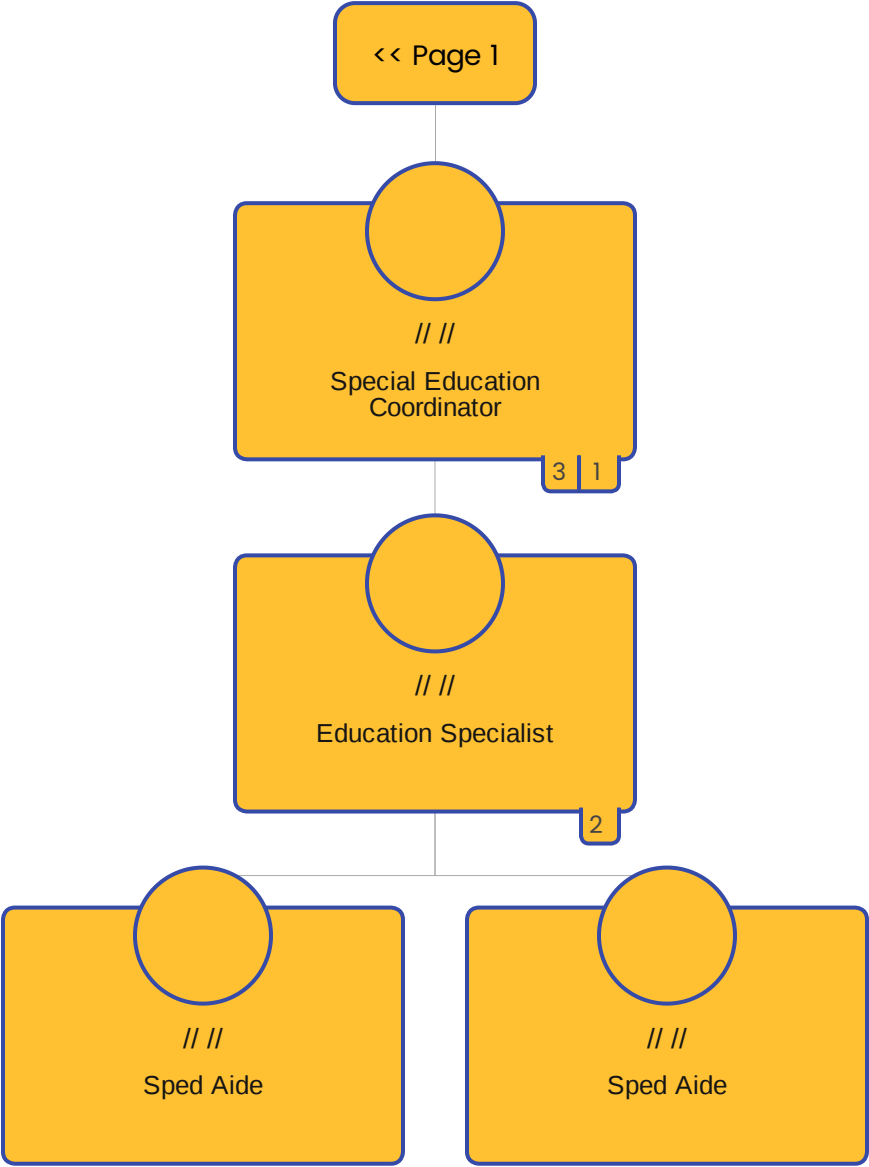 << Page 1
// //
Special Education
Coordinator
3 1
// //
Education Specialist
2
// // // //
Sped Aide Sped Aide